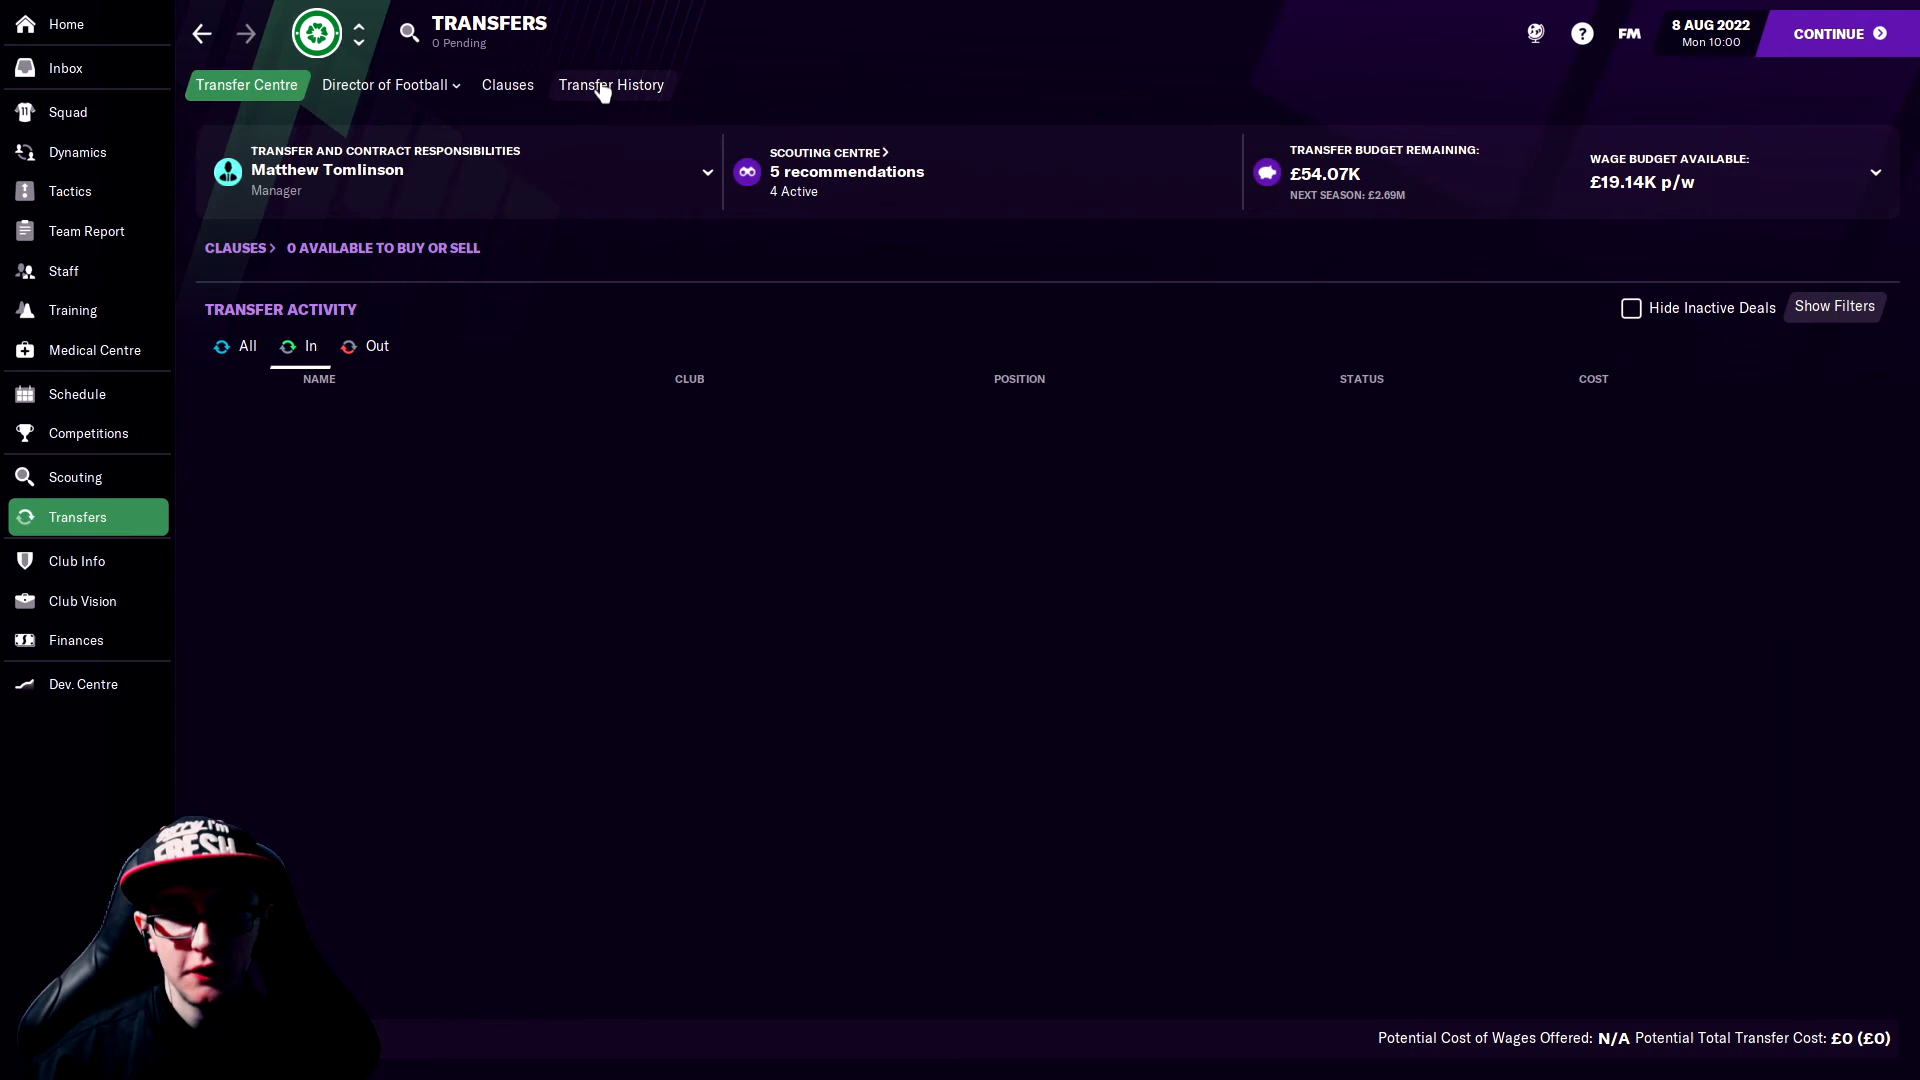 Home
Inbox
Squad
Dynamics
Tactics
Team Report
Staff
Training
Medical Centre
Schedule
Competitions
Scouting
Transfers
Club Info
Club Vision
Finances
Dev. Centre
TRANSFERS
0 Pending
FM
8 AUG 2022
Mon 10:00
CONTINUE
Transfer Centre
Director of Football
Clauses
Transfer History
TRANSFER AND CONTRACT RESPONSIBILITIES
Matthew Tomlinson
Manager
SCOUTING CENTRE
5 recommendations
4 Active
TRANSFER BUDGET REMAINING:
£54.07K
NEXT SEASON: £2.69M
WAGE BUDGET AVAILABLE:
£19.14K p/w
CLAUSES 0 AVAILABLE TO BUY OR SELL
TRANSFER ACTIVITY
Hide Inactive Deals
Show Filters
All In Out
NAME CLUB POSITION STATUS COST
I'm
FRESH
Potential Cost of Wages Offered: N/A Potential Total Transfer Cost: £0 (£0)